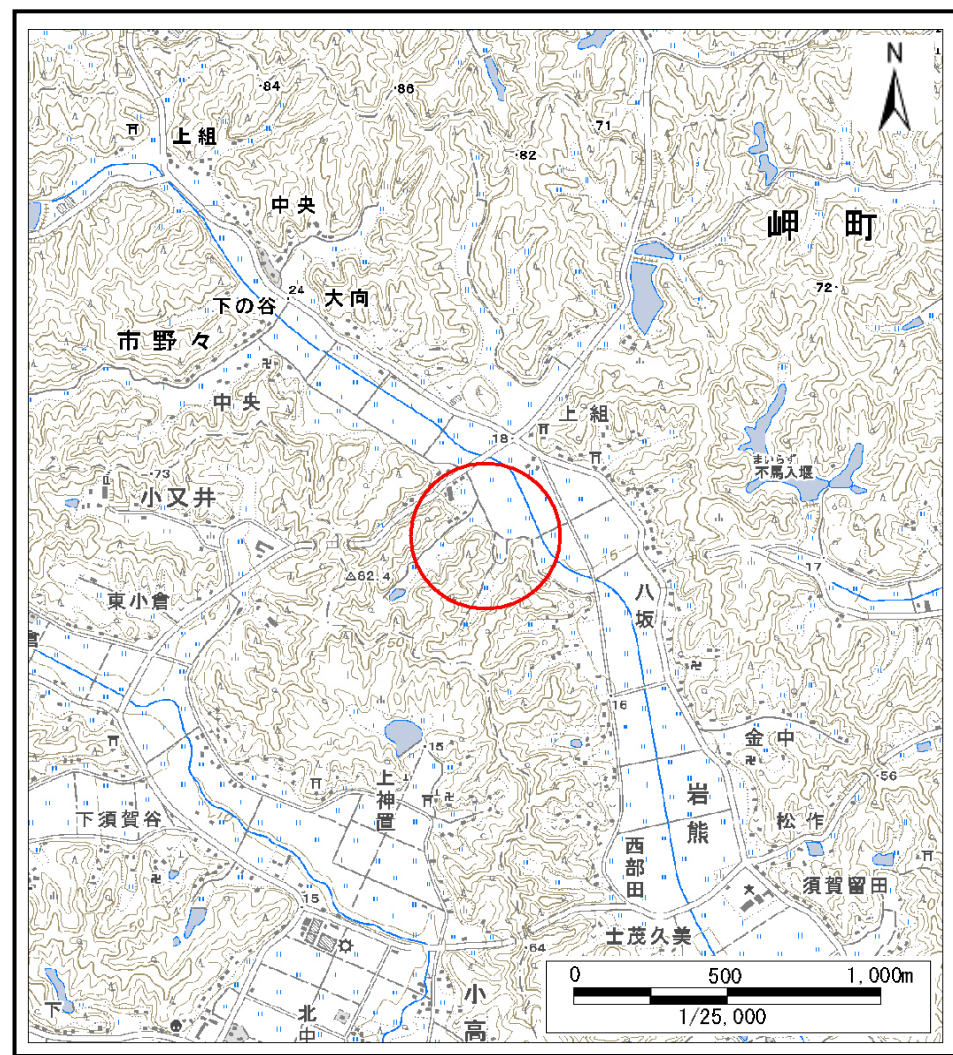 N
・84
・86
上組
71
・82
中央
岬町
72・
24
大向
下の谷
市野々
中央
上組
18
まいらず
不馬入堰
・73
小又井
17
△82.4
東小倉
八坂
倉
16
金中
・15
・56
上神置
岩熊
松作
下須賀谷
西部田
須賀留田
15
士茂久美
・64
小高
下
北中
0 500 1,000m
1/25,000